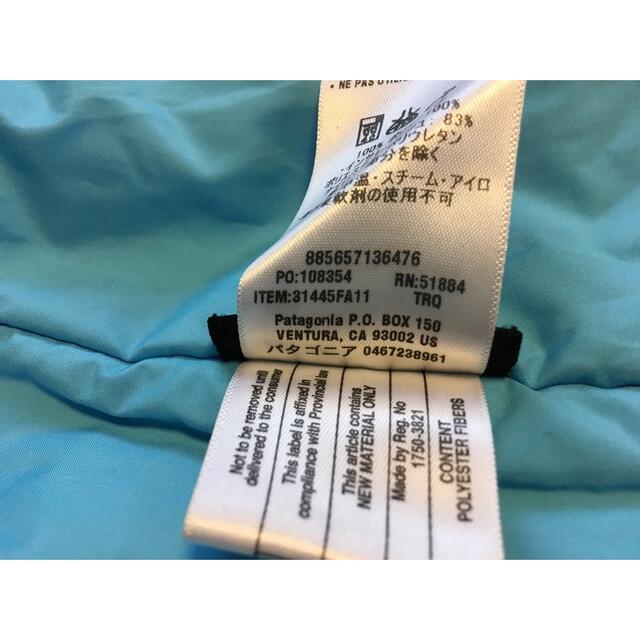 • NE PAS
100%
: 83%
100% ポリウレタン
部分を除く
温・スチーム・アイロ
柔軟剤の使用不可
885657136476
PO:108354 RN:51884
ITEM:31445FA11 TRQ
Patagonia P.O. BOX 150
VENTURA, CA 93002 US
パタゴニア 0467238961
Not to be removed until
delivered to the consumer
This label is affixed in
compliance with Provincial law
This article contains
NEW MATERIAL ONLY
Made by Reg. No
1750-3821
CONTENT
POLYESTER FIBERS